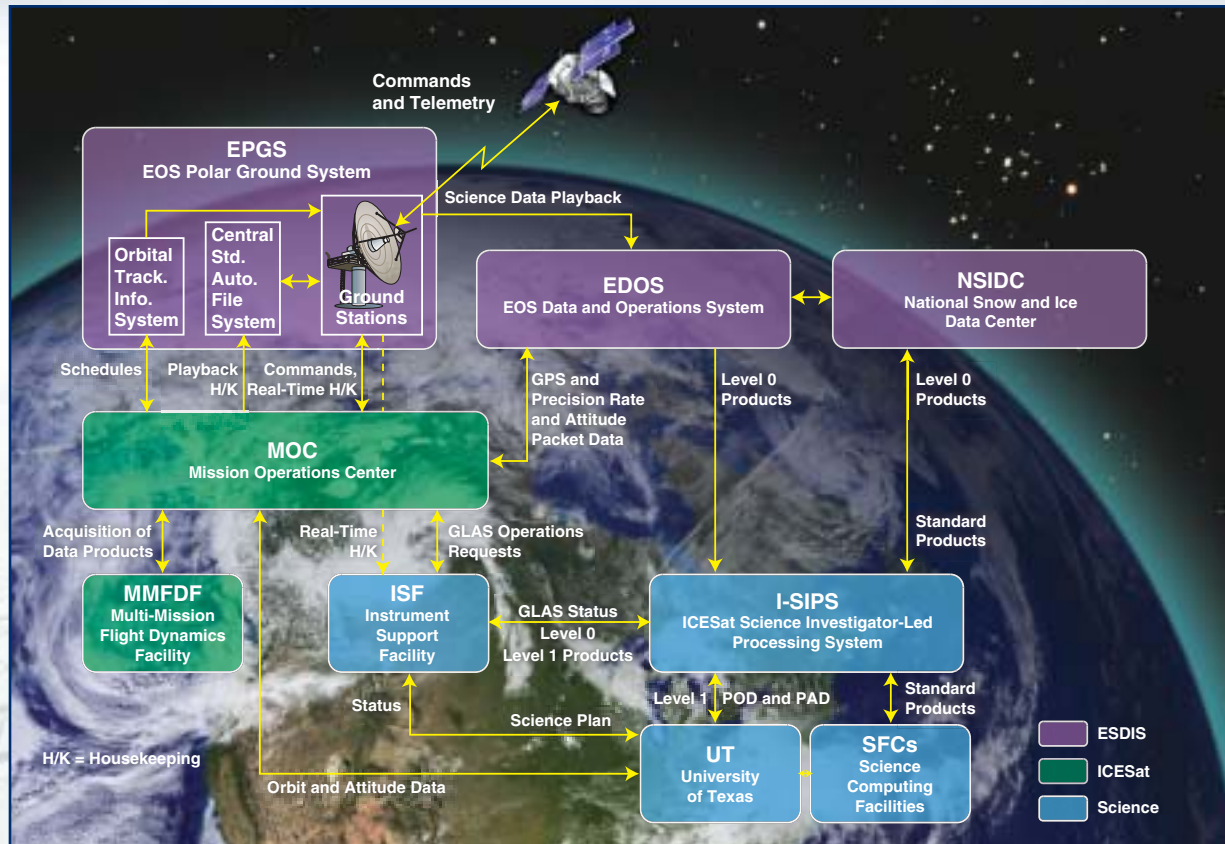 Commands
and Telemetry
EPGS
EOS Polar Ground System
Science Data Playback
Orbital
Track.
Info.
System
Central
Std.
Auto.
File
System
Ground
Stations
EDOS
EOS Data and Operations System
NSIDC
National Snow and Ice
Data Center
Schedules
Playback
H/K
Commands,
Real-Time H/K
GPS and
Precision Rate
and Attitude
Packet Data
Level 0
Products
Level 0
Products
MOC
Mission Operations Center
Acquisition of
Data Products
Real-Time
H/K
GLAS Operations
Requests
Standard
Products
MMFDF
Multi-Mission
Flight Dynamics
Facility
ISF
Instrument
Support
Facility
GLAS Status
Level 0
Level 1 Products
I-SIPS
ICESat Science Investigator-Led
Processing System
Status
Science Plan
Level 1
POD and PAD
Standard
Products
H/K = Housekeeping
Orbit and Attitude Data
UT
University
of Texas
SFCs
Science
Computing
Facilities
ESDIS
ICESat
Science